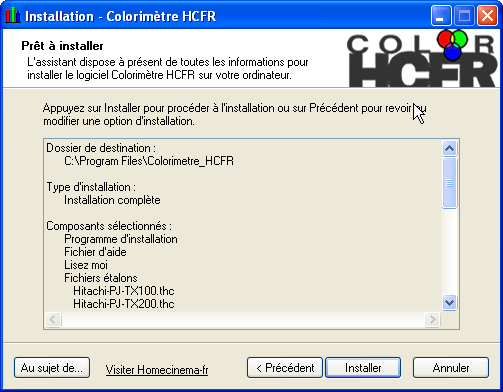 Installation - Colorimètre HCFR
Prêt à installer
L'assistant dispose à présent de toutes les informations pour
installer le logiciel Colorimètre HCFR sur votre ordinateur.
COLOR
HCFR
Appuyez sur Installer pour procéder à l'installation ou sur Précédent pour revoir ou
modifier une option d'installation.
Dossier de destination :
C:\Program Files\Colorimetre_HCFR
Type d'installation :
Installation complète
Composants sélectionnés :
Programme d'installation
Fichier d'aide
Lisez moi
Fichiers étalons
Hitachi-PJ-TX100.thc
Hitachi-PJ-TX200.thc
Au sujet de...
Visiter Homecinema-fr
< Précédent
Installer
Annuler